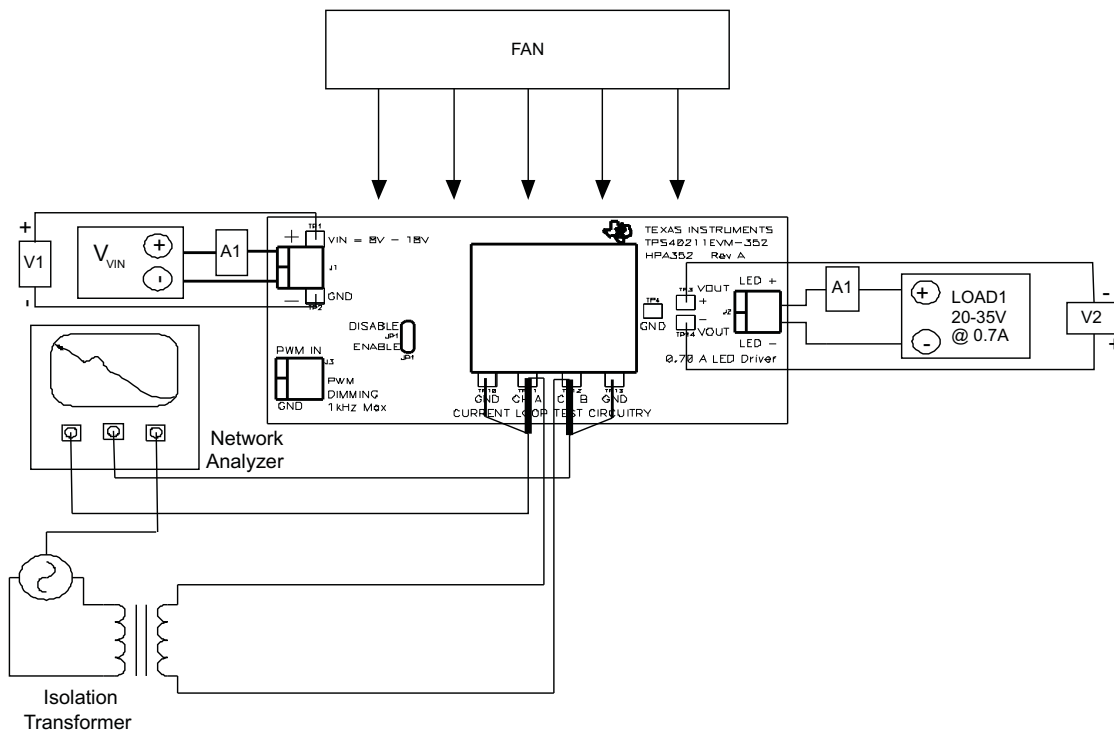 FAN
TEXAS INSTRUMENTS
TPS40211EVM-352
HPA352 Rev A
+
V1
-
V
VIN
+
-
A1
TP1
+
VIN = 8V - 18V
J1
-
GND
TP2
DISABLE
JP1
ENABLE
JP1
PWM IN
J3
PWM
DIMMING
1kHz Max
GND
TP4
GND
TP3
VOUT
+
-
TP14
VOUT
LED +
J2
LED -
0.70 A LED Driver
A1
+
-
LOAD1
20-35V
@ 0.7A
-
V2
+
GND
GND
CURRENT LOOP TEST CIRCUITRY
Network
Analyzer
Isolation
Transformer